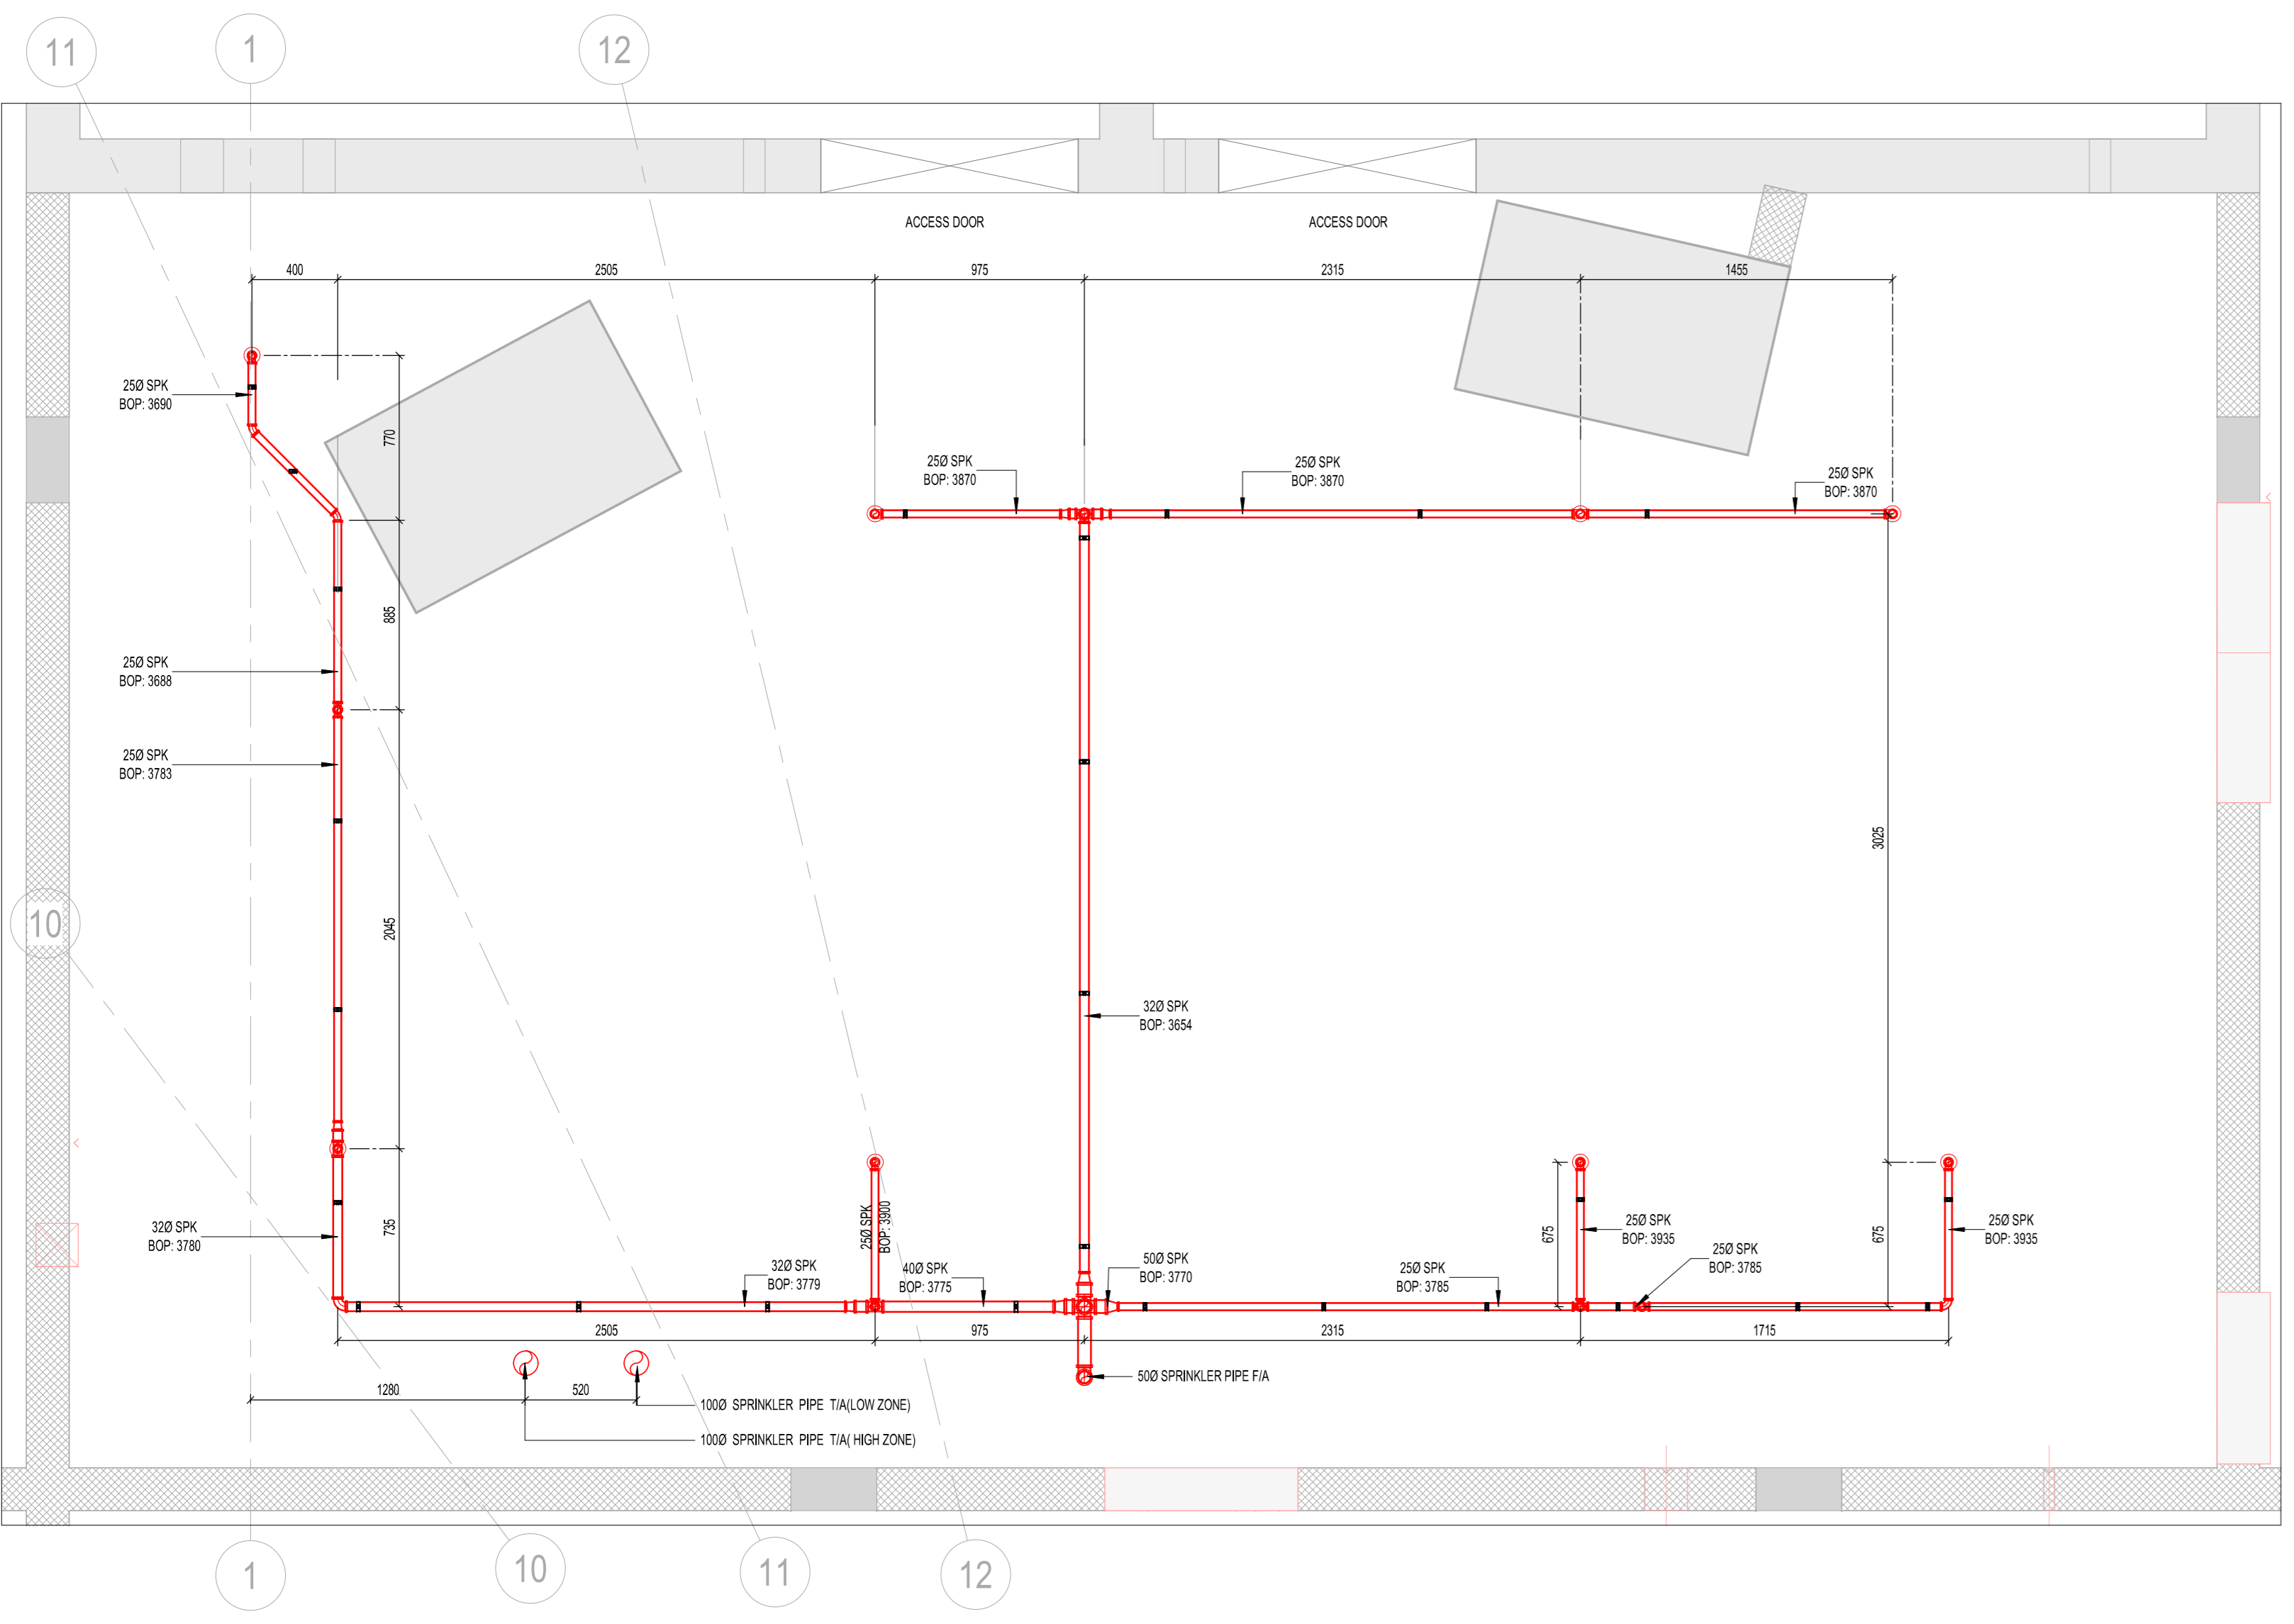 11
1
12
ACCESS DOOR
ACCESS DOOR
400
2505
975
2315
1455
25Ø SPK
BOP: 3690
770
25Ø SPK
BOP: 3870
25Ø SPK
BOP: 3870
25Ø SPK
BOP: 3870
885
25Ø SPK
BOP: 3688
25Ø SPK
BOP: 3783
3025
10
2045
32Ø SPK
BOP: 3654
32Ø SPK
BOP: 3780
735
25Ø SPK
BOP: 3900
32Ø SPK
BOP: 3779
40Ø SPK
BOP: 3775
50Ø SPK
BOP: 3770
25Ø SPK
BOP: 3785
675
25Ø SPK
BOP: 3935
25Ø SPK
BOP: 3785
675
25Ø SPK
BOP: 3935
2505
975
2315
1715
50Ø SPRINKLER PIPE F/A
1280
520
100Ø SPRINKLER PIPE T/A(LOW ZONE)
100Ø SPRINKLER PIPE T/A( HIGH ZONE)
1
10
11
12